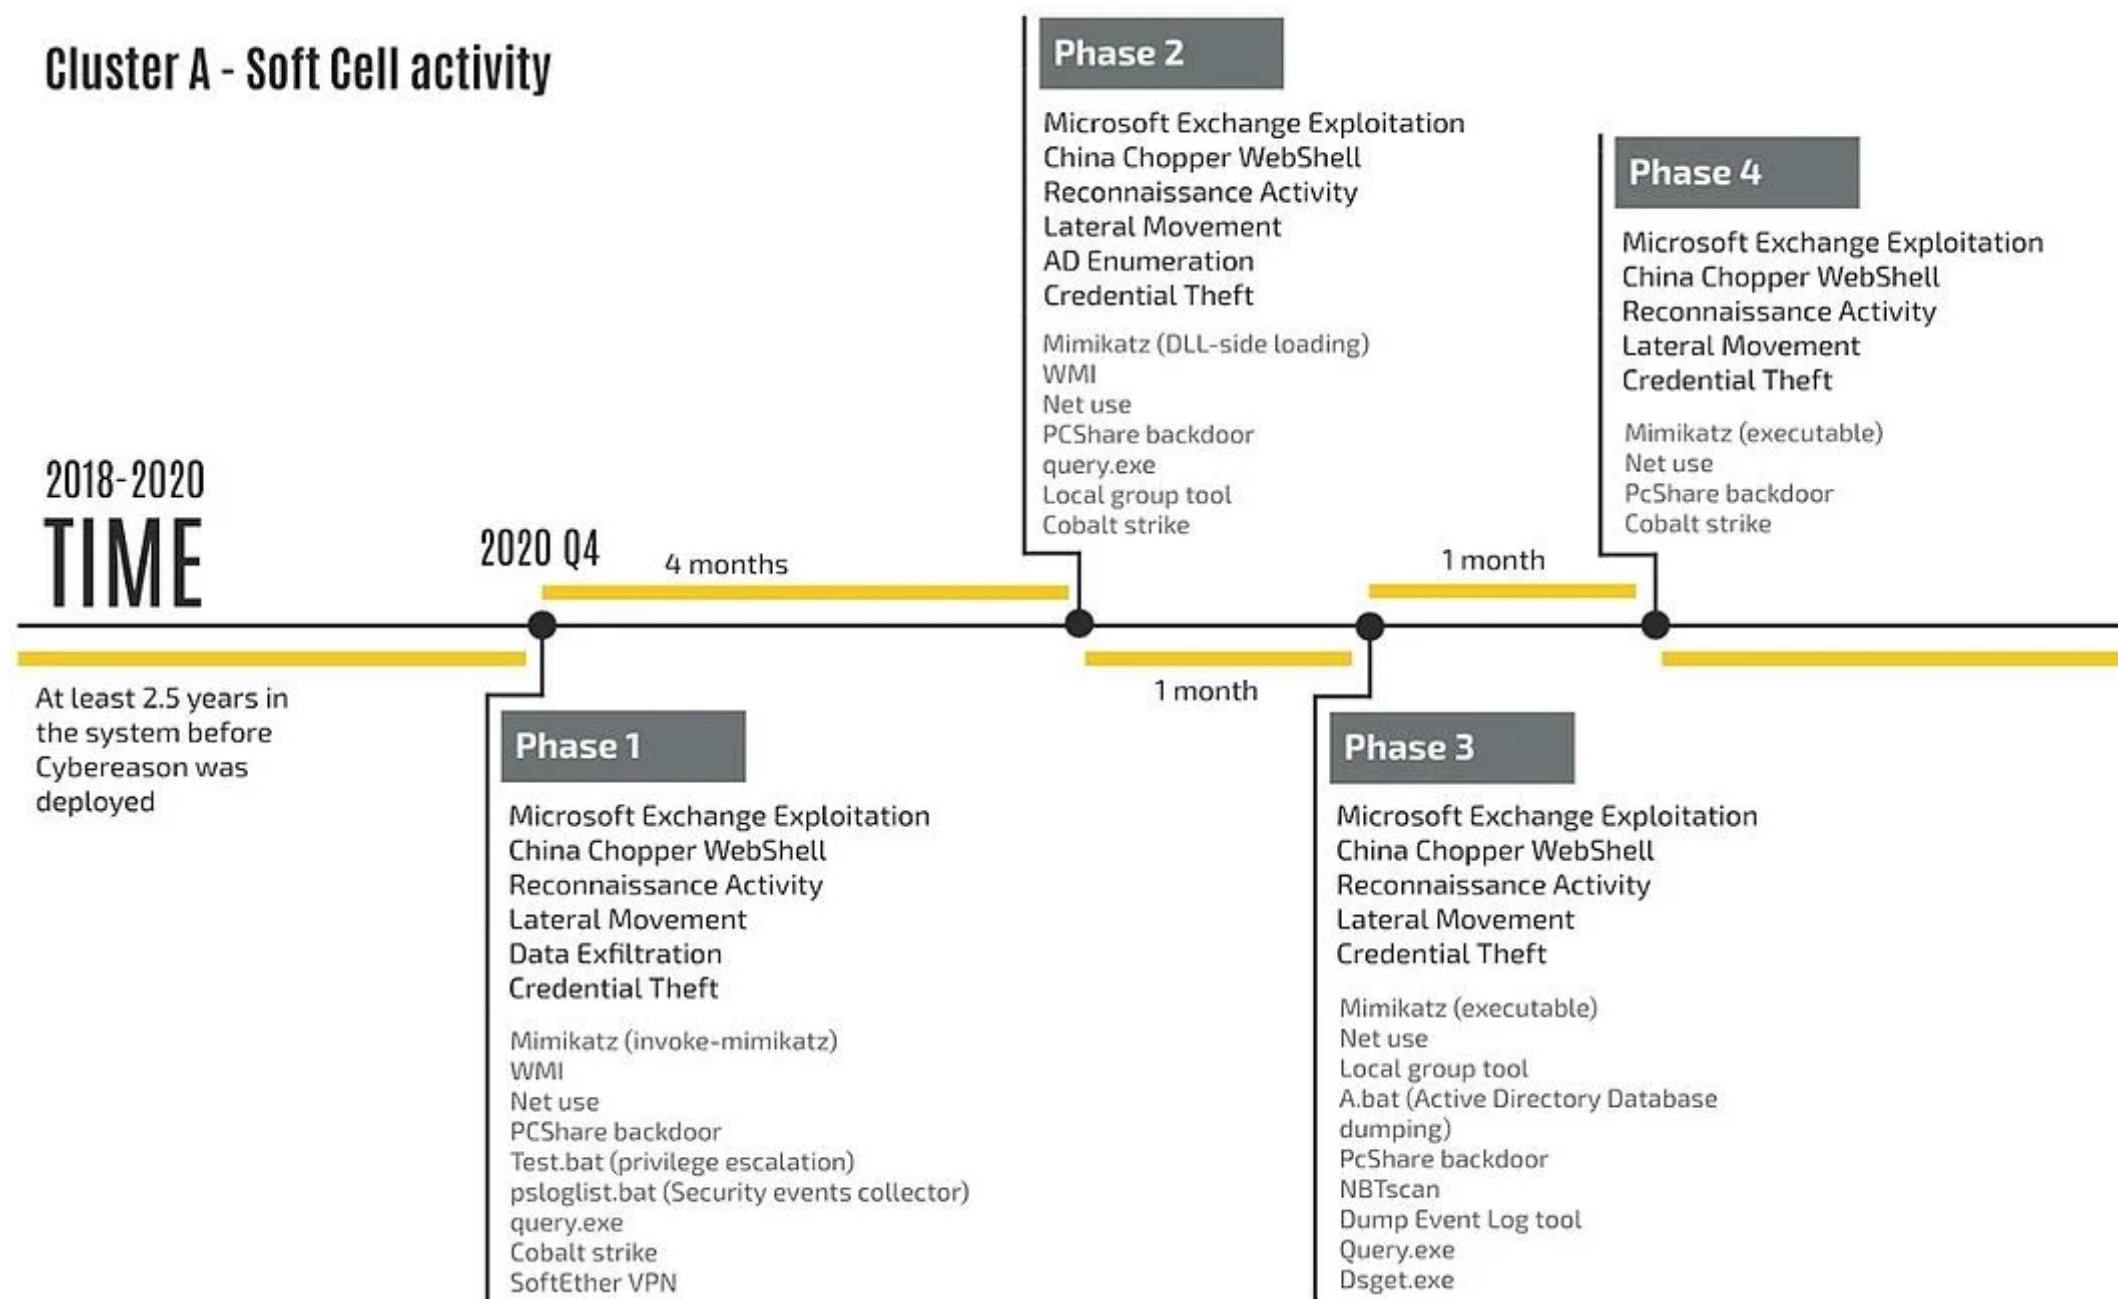 Cluster A - Soft Cell activity
Phase 2
Microsoft Exchange Exploitation
China Chopper WebShell
Reconnaissance Activity
Lateral Movement
AD Enumeration
Credential Theft
Mimikatz (DLL-side loading)
WMI
Net use
PCShare backdoor
query.exe
Local group tool
Cobalt strike
Phase 4
Microsoft Exchange Exploitation
China Chopper WebShell
Reconnaissance Activity
Lateral Movement
Credential Theft
Mimikatz (executable)
Net use
PcShare backdoor
Cobalt strike
2018-2020
TIME
2020 Q4
4 months
1 month
At least 2.5 years in
the system before
Cybereason was
deployed
1 month
Phase 1
Microsoft Exchange Exploitation
China Chopper WebShell
Reconnaissance Activity
Lateral Movement
Data Exfiltration
Credential Theft
Mimikatz (invoke-mimikatz)
WMI
Net use
PCShare backdoor
Test.bat (privilege escalation)
psloglist.bat (Security events collector)
query.exe
Cobalt strike
SoftEther VPN
Phase 3
Microsoft Exchange Exploitation
China Chopper WebShell
Reconnaissance Activity
Lateral Movement
Credential Theft
Mimikatz (executable)
Net use
Local group tool
A.bat (Active Directory Database
dumping)
PcShare backdoor
NBTscan
Dump Event Log tool
Query.exe
Dsget.exe